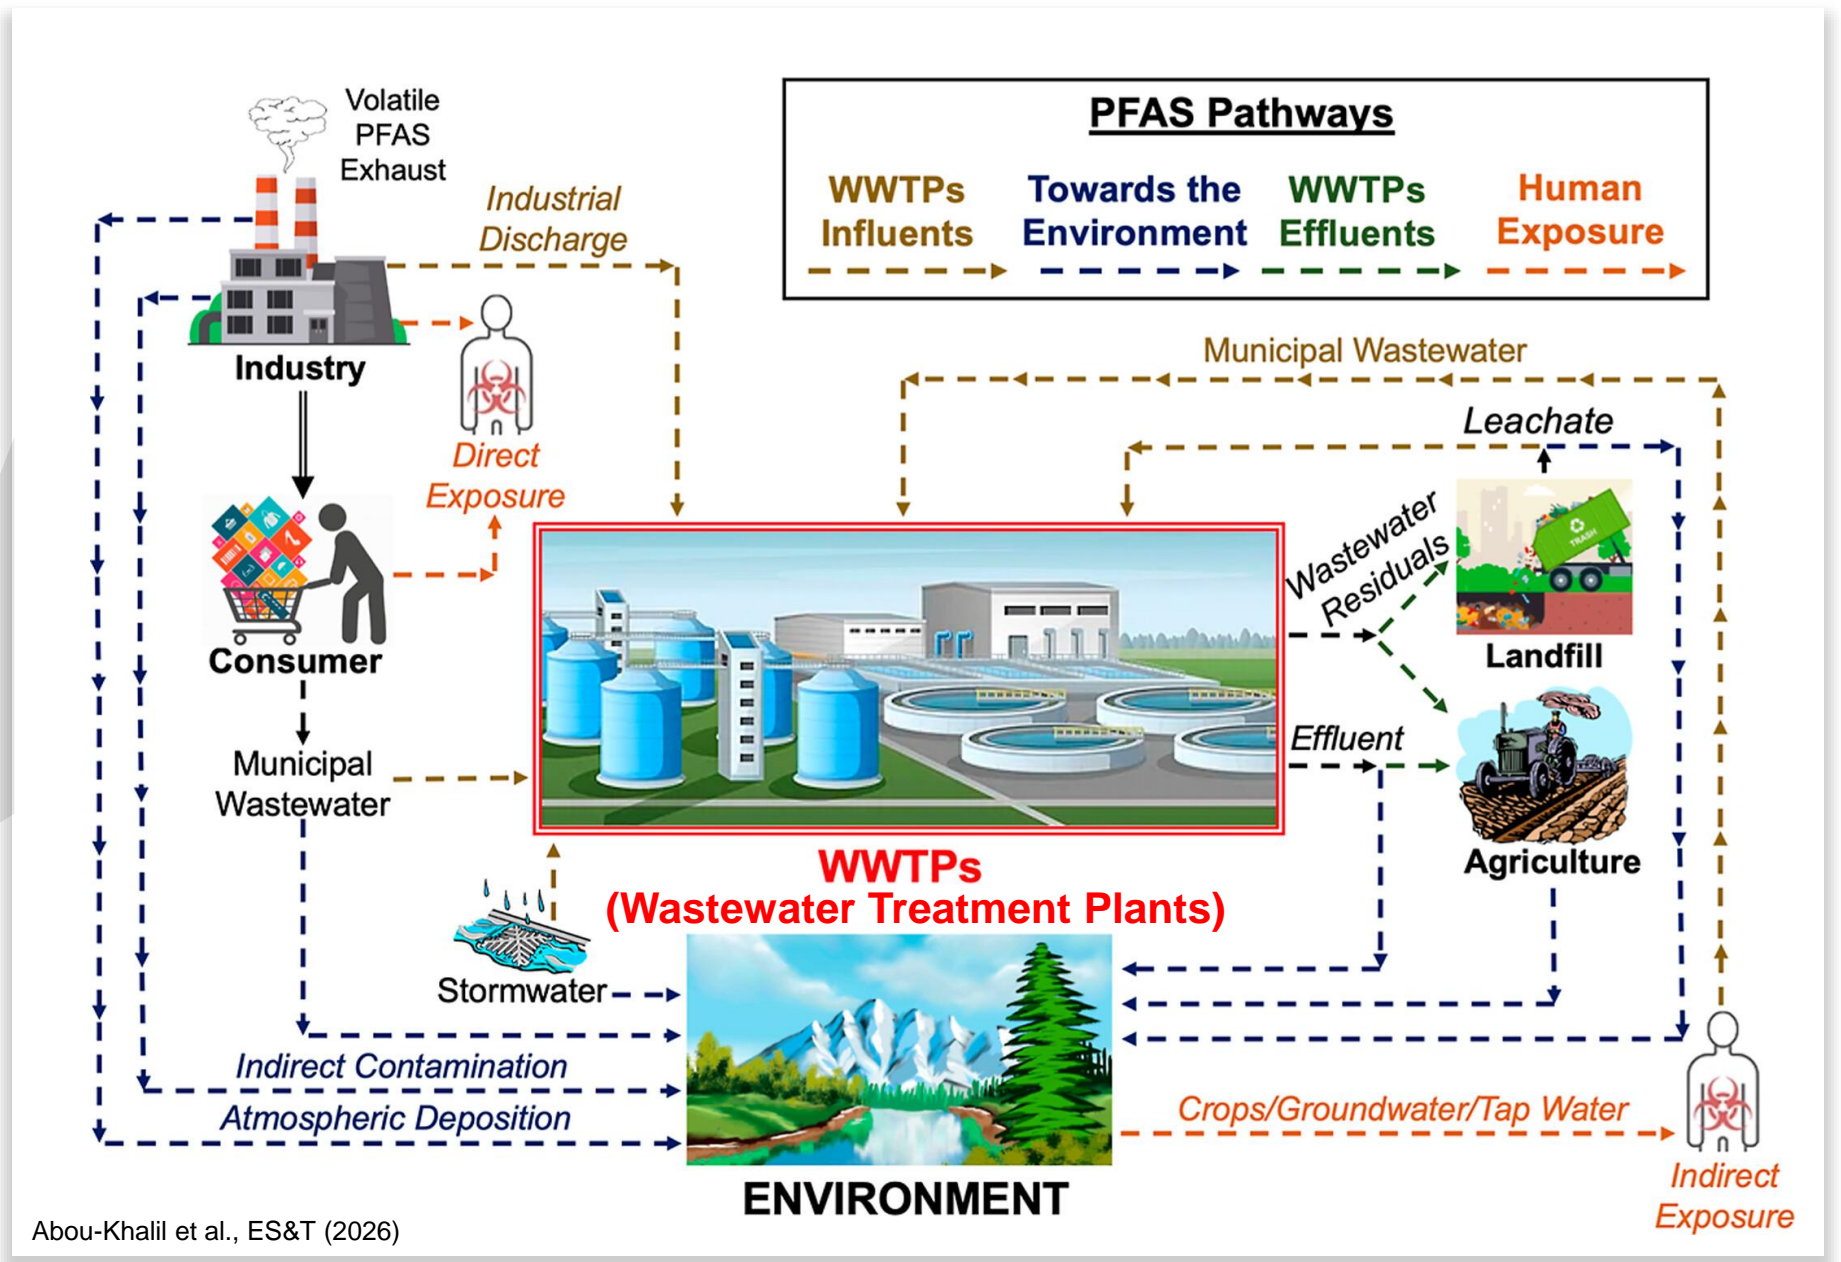 Volatile
PFAS
Exhaust
PFAS Pathways
WWTPs
Influents
Towards the
Environment
WWTPs
Effluents
Human
Exposure
Industrial
Discharge
Industry
Direct
Exposure
Municipal Wastewater
Leachate
Wastewater
Residuals
TRASH
Landfill
Consumer
Municipal
Wastewater
Effluent
Agriculture
WWTPs
(Wastewater Treatment Plants)
Stormwater
Indirect Contamination
Atmospheric Deposition
Crops/Groundwater/Tap Water
ENVIRONMENT
Indirect
Exposure
Abou-Khalil et al., ES&T (2026)